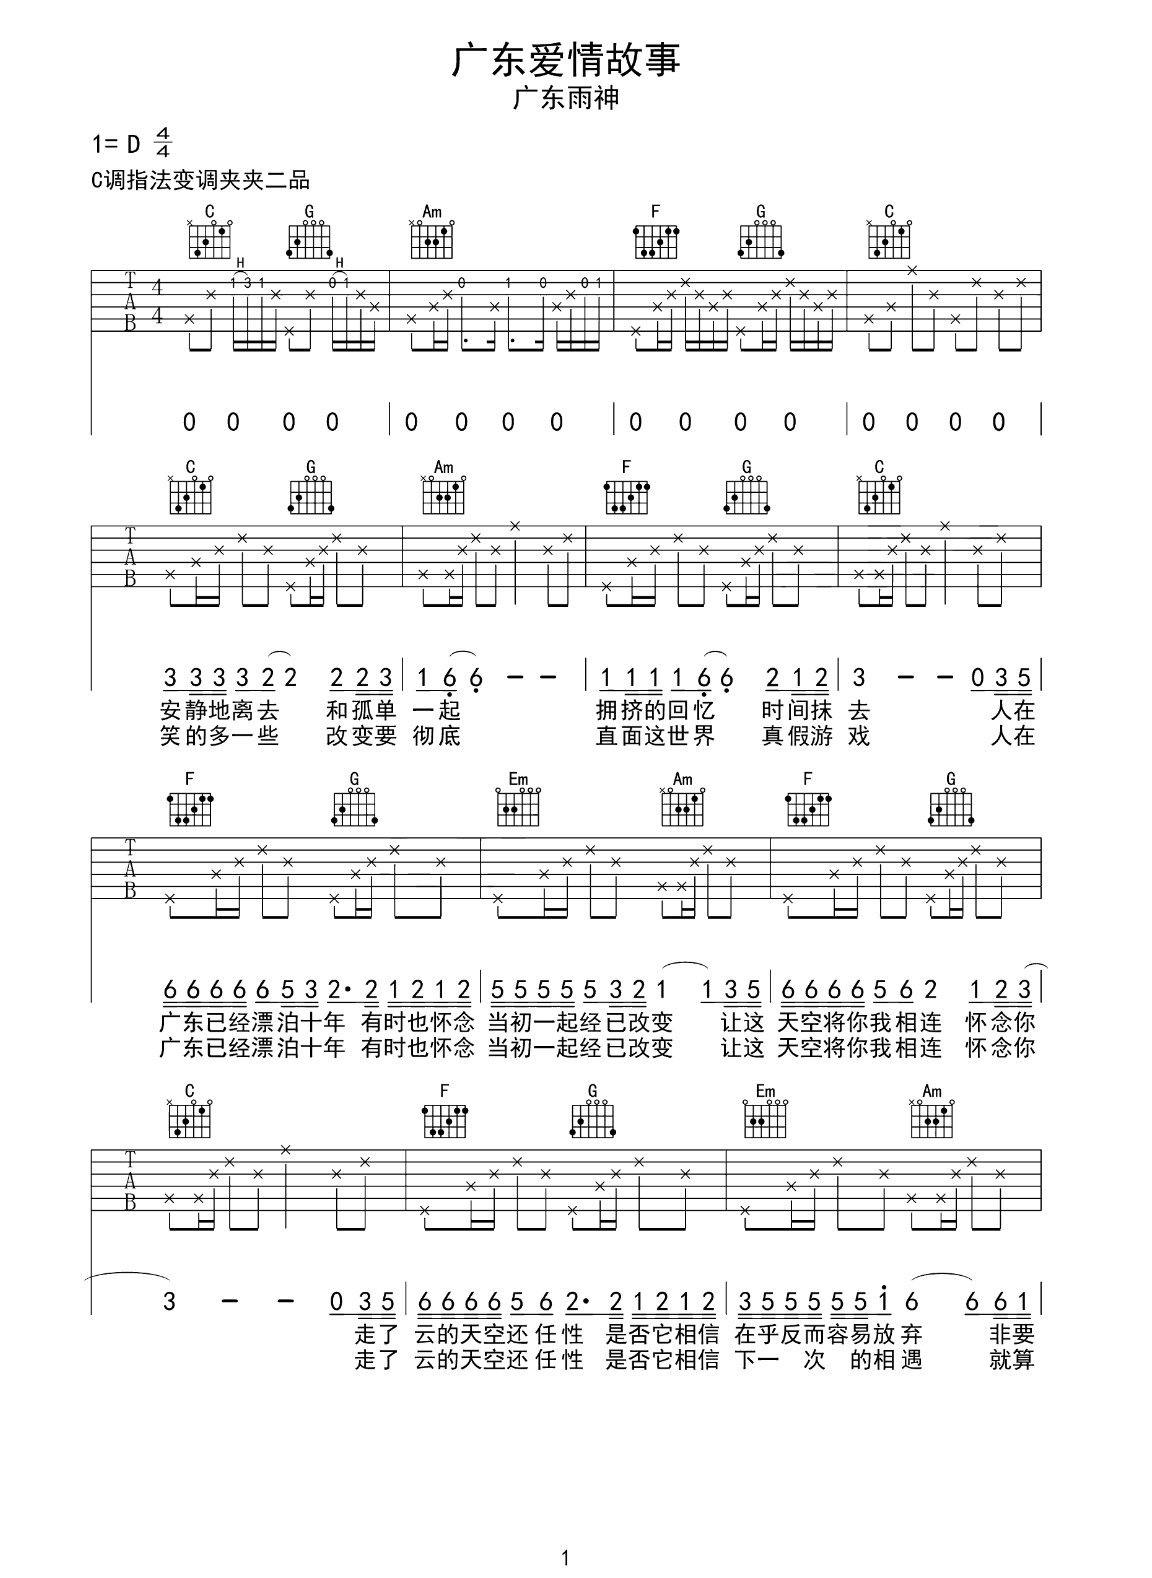 广东爱情故事
广东雨神
1= D 4/4
C调指法变调夹夹二品
C G Am F G C
H H
T A B 4 4 1 3 1 0 1 0 1 0 0 1
0 0 0 0 0 0 0 0 0 0 0 0 0 0 0 0
C G Am F G C
T A B
3 3 3 3 2 2 2 2 3 1 6 6 - - 1 1 1 1 6 6 2 1 2 3 - - 0 3 5
安静地离去 和孤单 一起 拥挤的回忆 时间抹 去 人在
笑的多一些 改变要 彻底 直面这世界 真假游 戏 人在
F G Em Am F G
T A B
6 6 6 6 6 5 3 2· 2 1 2 1 2 5 5 5 5 5 3 2 1 1 3 5 6 6 6 6 5 6 2 1 2 3
广东已经漂泊十年 有时也怀念 当初一起经已改变 让这 天空将你我相连 怀念你
广东已经漂泊十年 有时也怀念 当初一起经已改变 让这 天空将你我相连 怀念你
C F G Em Am
T A B
3 - - 0 3 5 6 6 6 6 5 6 2· 2 1 2 1 2 3 5 5 5 5 5 1 6 6 6 1
走了 云的天空还任性 是否它相信 在乎反而容易放弃 非要
走了 云的天空还任性 是否它相信 下一 次 的相遇 就算
1